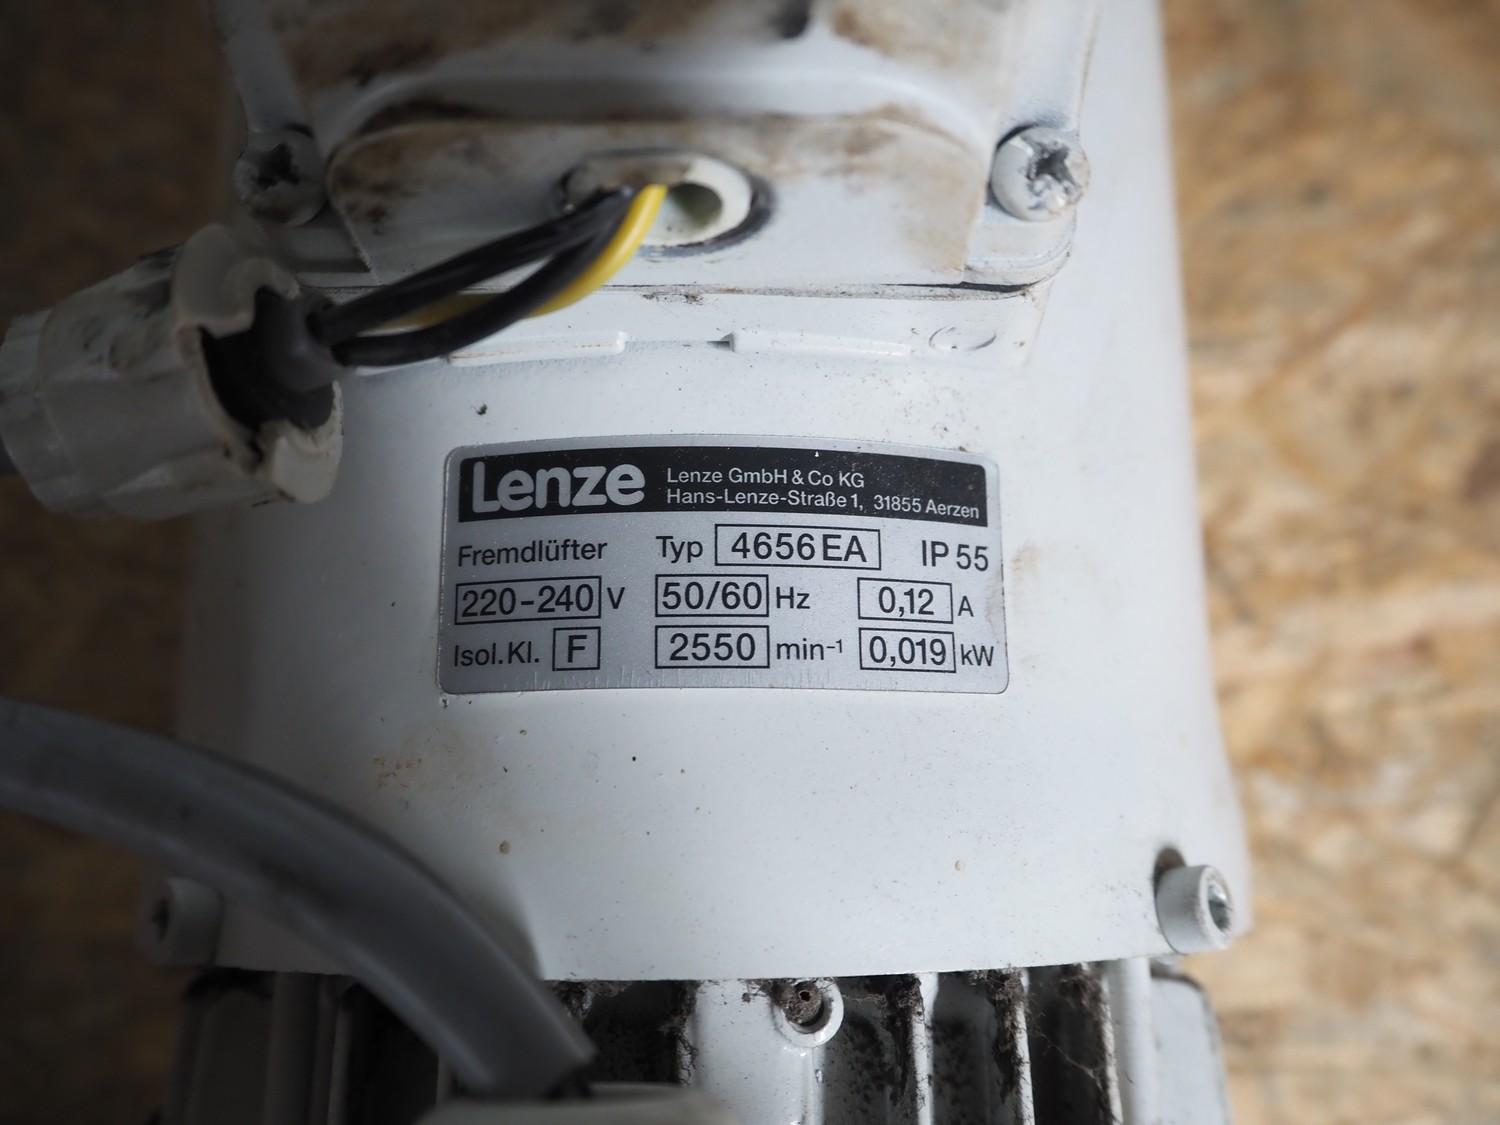 Lenze
Lenze GmbH & Co KG
Hans-Lenze-Straße 1, 31855 Aerzen
Fremdlüfter Typ 4656 EA IP 55
220-240 V 50/60 Hz 0,12 A
Isol.Kl. F 2550 min⁻¹ 0,019 kW